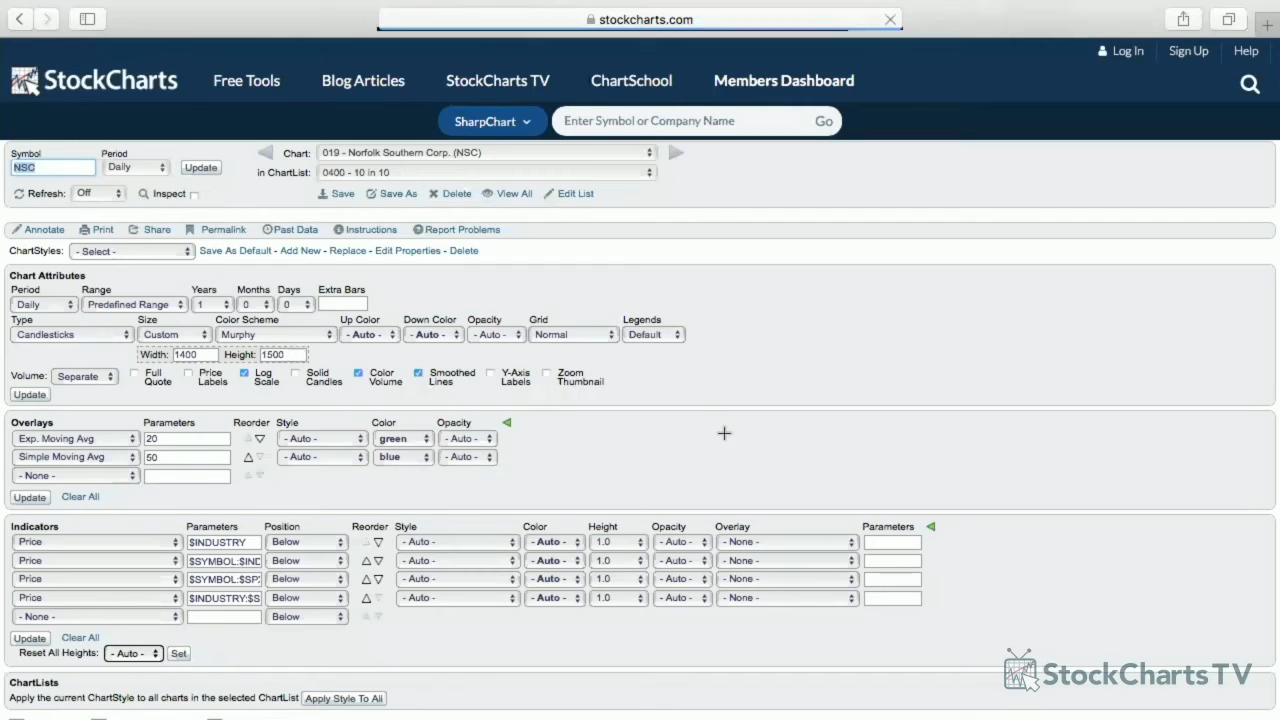 stockcharts.com
Log In Sign Up Help
StockCharts Free Tools Blog Articles StockCharts TV ChartSchool Members Dashboard
SharpChart Enter Symbol or Company Name Go
Symbol Period Chart: 019 - Norfolk Southern Corp. (NSC)
NSC Daily Update in ChartList: 0400 - 10 in 10
Refresh: Off Inspect Save Save As Delete View All Edit List
Annotate Print Share Permalink Past Data Instructions Report Problems
ChartStyles: - Select - Save As Default - Add New - Replace - Edit Properties - Delete
Chart Attributes
Period Range Years Months Days Extra Bars
Daily Predefined Range 1 0 0
Type Size Color Scheme Up Color Down Color Opacity Grid Legends
Candlesticks Custom Murphy - Auto - - Auto - - Auto - Normal Default
Width: 1400 Height: 1500
Volume: Separate Full Quote Price Labels Log Scale Solid Candles Color Volume Smoothed Lines Y-Axis Labels Zoom Thumbnail
Update
Overlays Parameters Reorder Style Color Opacity
Exp. Moving Avg 20 - Auto - green - Auto -
Simple Moving Avg 50 - Auto - blue - Auto -
- None -
Update Clear All
Indicators Parameters Position Reorder Style Color Height Opacity Overlay Parameters
Price $INDUSTRY Below - Auto - - Auto - 1.0 - Auto - - None -
Price $SYMBOL:$IND Below - Auto - - Auto - 1.0 - Auto - - None -
Price $SYMBOL:$SP Below - Auto - - Auto - 1.0 - Auto - - None -
Price $INDUSTRY:$S Below - Auto - - Auto - 1.0 - Auto - - None -
- None - Below
Update Clear All
Reset All Heights: - Auto - Set
ChartLists
Apply the current ChartStyle to all charts in the selected ChartList Apply Style To All
StockChartsTV